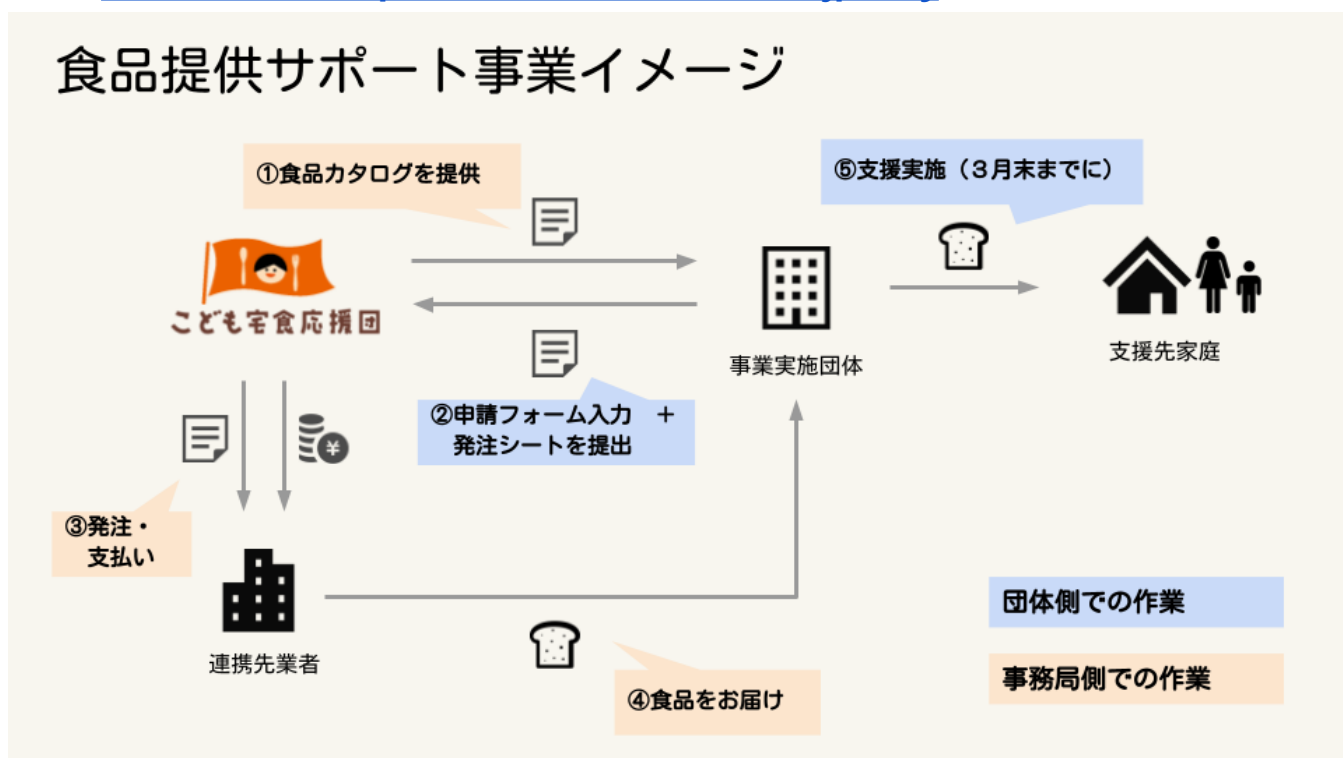 食品提供サポート事業イメージ
①食品カタログを提供
⑤支援実施（３月末までに）
こども宅食応援団
事業実施団体
支援先家庭
②申請フォーム入力　＋
発注シートを提出
¥
③発注・
支払い
連携先業者
④食品をお届け
団体側での作業
事務局側での作業